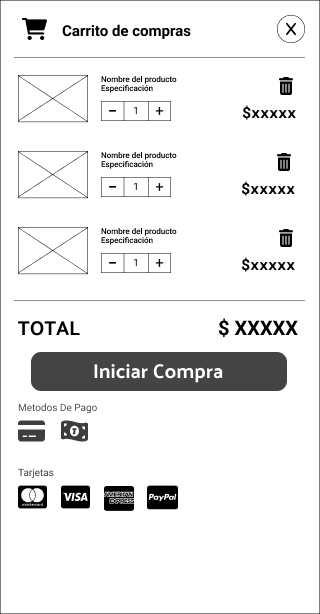 Carrito de compras
X
Nombre del producto
Especificación
− 1 +
$xxxxx
Nombre del producto
Especificación
− 1 +
$xxxxx
Nombre del producto
Especificación
− 1 +
$xxxxx
TOTAL $ XXXXX
Iniciar Compra
Metodos De Pago
Tarjetas
mastercard VISA AMERICAN EXPRESS PayPal